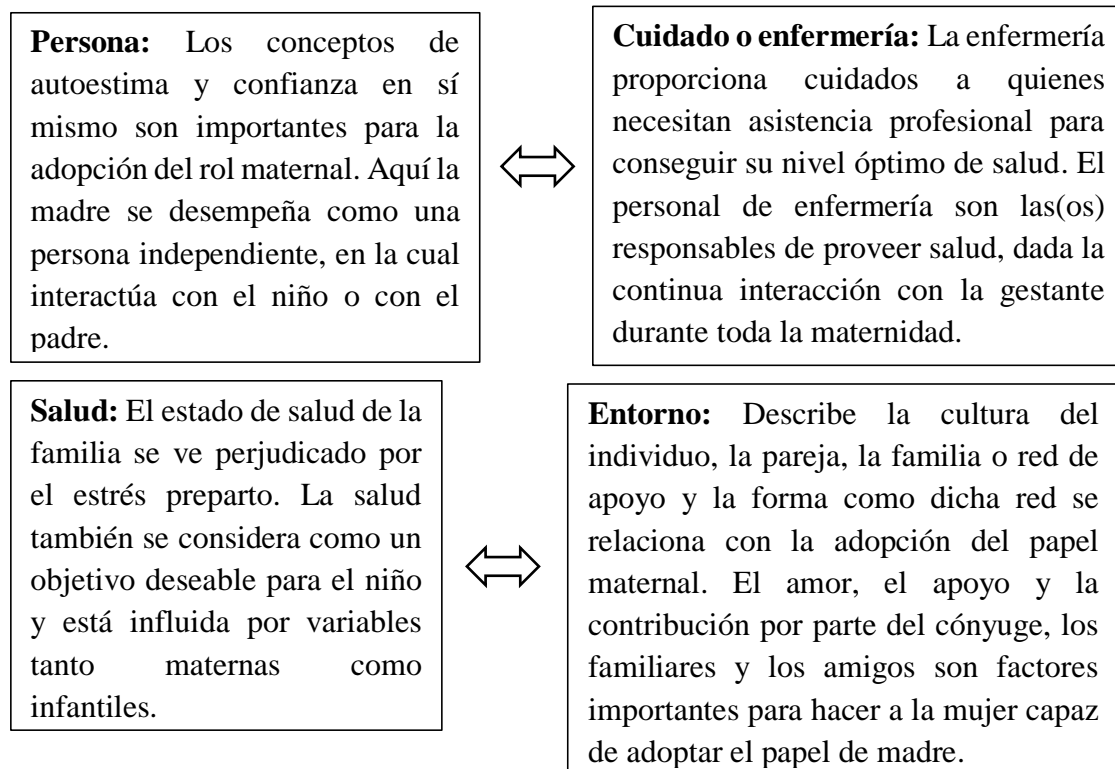 Persona: Los conceptos de
autoestima y confianza en sí
mismo son importantes para la
adopción del rol maternal. Aquí la
madre se desempeña como una
persona independiente, en la cual
interactúa con el niño o con el
padre.
Cuidado o enfermería: La enfermería
proporciona cuidados a quienes
necesitan asistencia profesional para
conseguir su nivel óptimo de salud. El
personal de enfermería son las(os)
responsables de proveer salud, dada la
continua interacción con la gestante
durante toda la maternidad.
Salud: El estado de salud de la
familia se ve perjudicado por
el estrés preparto. La salud
también se considera como un
objetivo deseable para el niño
y está influida por variables
tanto maternas como
infantiles.
Entorno: Describe la cultura del
individuo, la pareja, la familia o red de
apoyo y la forma como dicha red se
relaciona con la adopción del papel
maternal. El amor, el apoyo y la
contribución por parte del cónyuge, los
familiares y los amigos son factores
importantes para hacer a la mujer capaz
de adoptar el papel de madre.